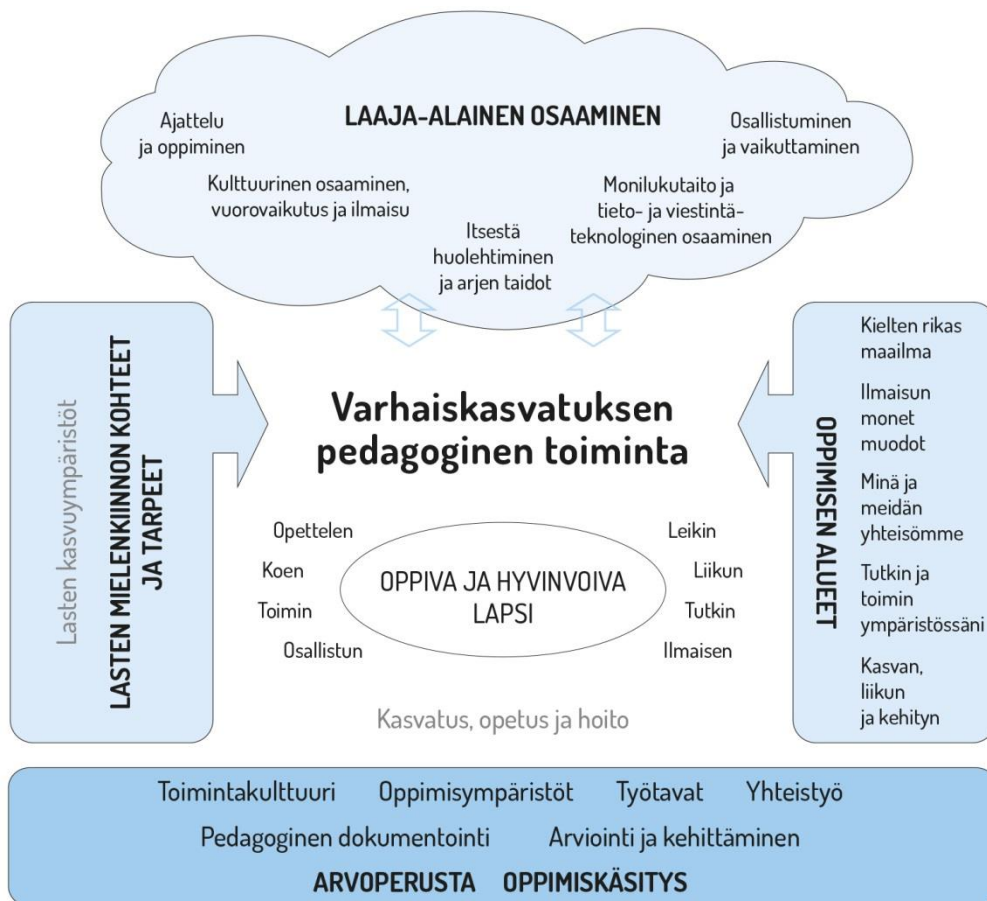 LAAJA-ALAINEN OSAAMINEN
Ajattelu
ja oppiminen
Kulttuurinen osaaminen,
vuorovaikutus ja ilmaisu
Itsestä
huolehtiminen
ja arjen taidot
Monilukutaito ja
tieto- ja viestintä-
teknologinen osaaminen
Osallistuminen
ja vaikuttaminen
Lasten kasvuympäristöt
LASTEN MIELENKIINNON KOHTEET
JA TARPEET
Varhaiskasvatuksen
pedagoginen toiminta
Opettelen
Koen
Toimin
Osallistun
OPPIVA JA HYVINVOIVA
LAPSI
Leikin
Liikun
Tutkin
Ilmaisen
Kasvatus, opetus ja hoito
OPPIMISEN ALUEET
Kielten rikas
maailma
Ilmaisun
monet
muodot
Minä ja
meidän
yhteisömme
Tutkin ja
toimin
ympäristössäni
Kasvan,
liikun
ja kehityn
Toimintakulttuuri Oppimisympäristöt Työtavat Yhteistyö
Pedagoginen dokumentointi Arviointi ja kehittäminen
ARVOPERUSTA OPPIMISKÄSITYS